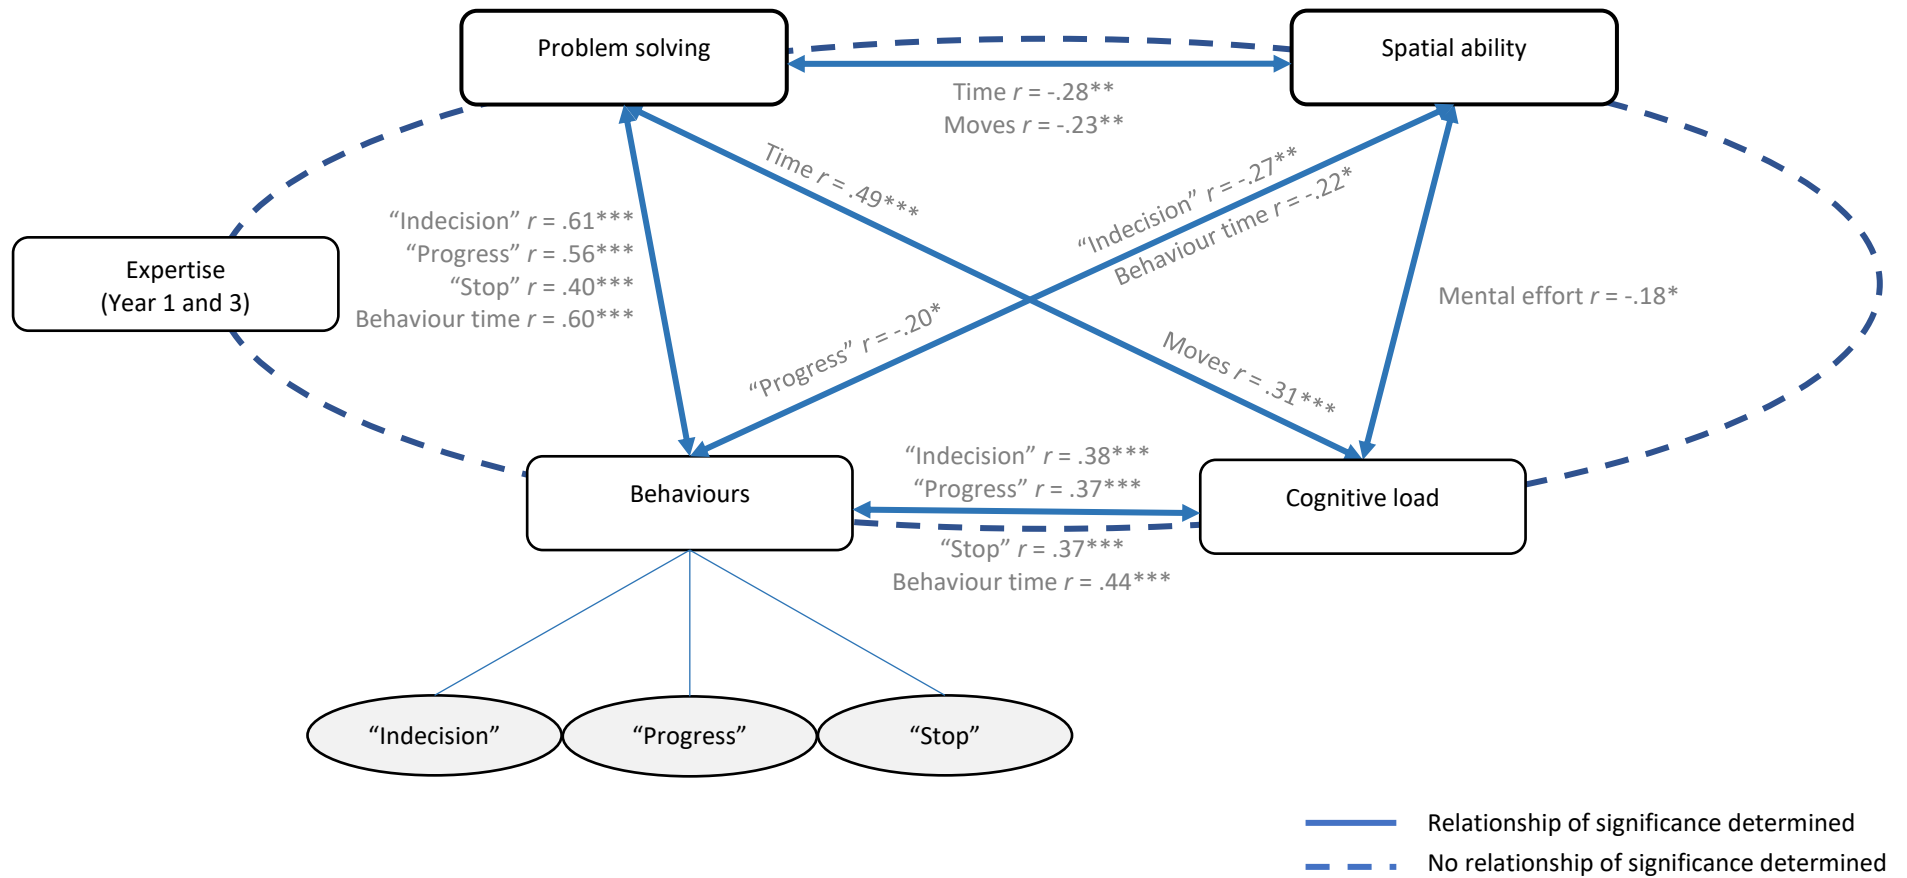 Problem solving
Spatial ability
Time r = -.28**
Moves r = -.23**
Time r = .49***
“Indecision” r = -.27**
Behaviour time r = -.22*
“Indecision” r = .61***
“Progress” r = .56***
“Stop” r = .40***
Behaviour time r = .60***
Expertise
(Year 1 and 3)
Mental effort r = -.18*
“Progress” r = -.20*
Moves r = .31***
“Indecision” r = .38***
“Progress” r = .37***
Behaviours
Cognitive load
“Stop” r = .37***
Behaviour time r = .44***
“Indecision”
“Progress”
“Stop”
Relationship of significance determined
No relationship of significance determined